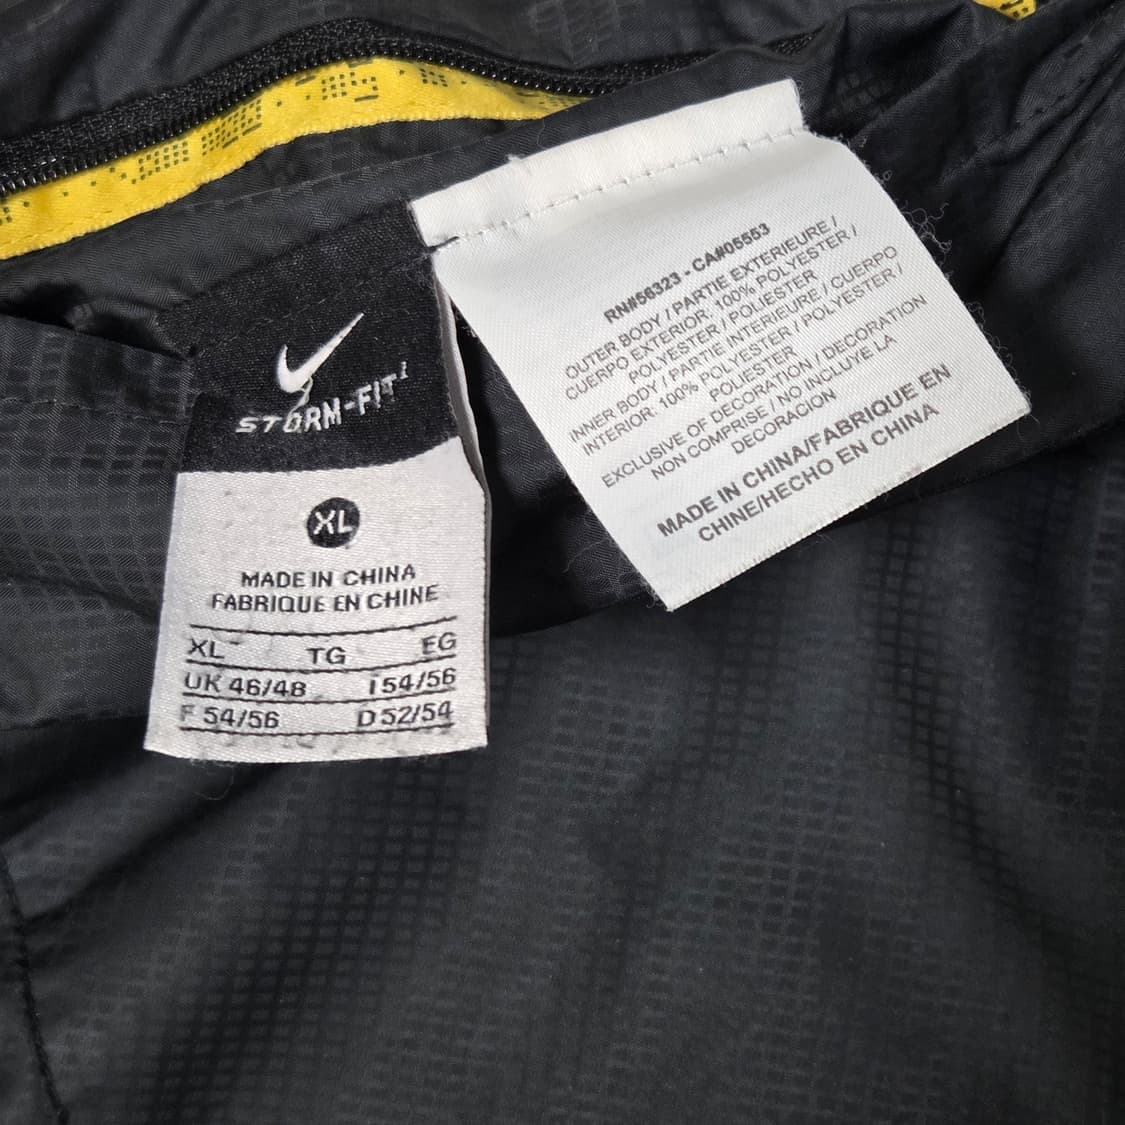 STORM-FIT
XL
MADE IN CHINA
FABRIQUE EN CHINE
XL TG EG
UK 46/48 I 54/56
F 54/56 D 52/54
RN#56323 - CA#05553
OUTER BODY / PARTIE EXTERIEURE /
CUERPO EXTERIOR: 100% POLYESTER /
POLYESTER / POLIESTER
INNER BODY / PARTIE INTERIEURE / CUERPO
INTERIOR: 100% POLYESTER / POLYESTER /
POLIESTER
EXCLUSIVE OF DECORATION / DECORATION
NON COMPRISE / NO INCLUYE LA
DECORACION
MADE IN CHINA/FABRIQUE EN
CHINE/HECHO EN CHINA